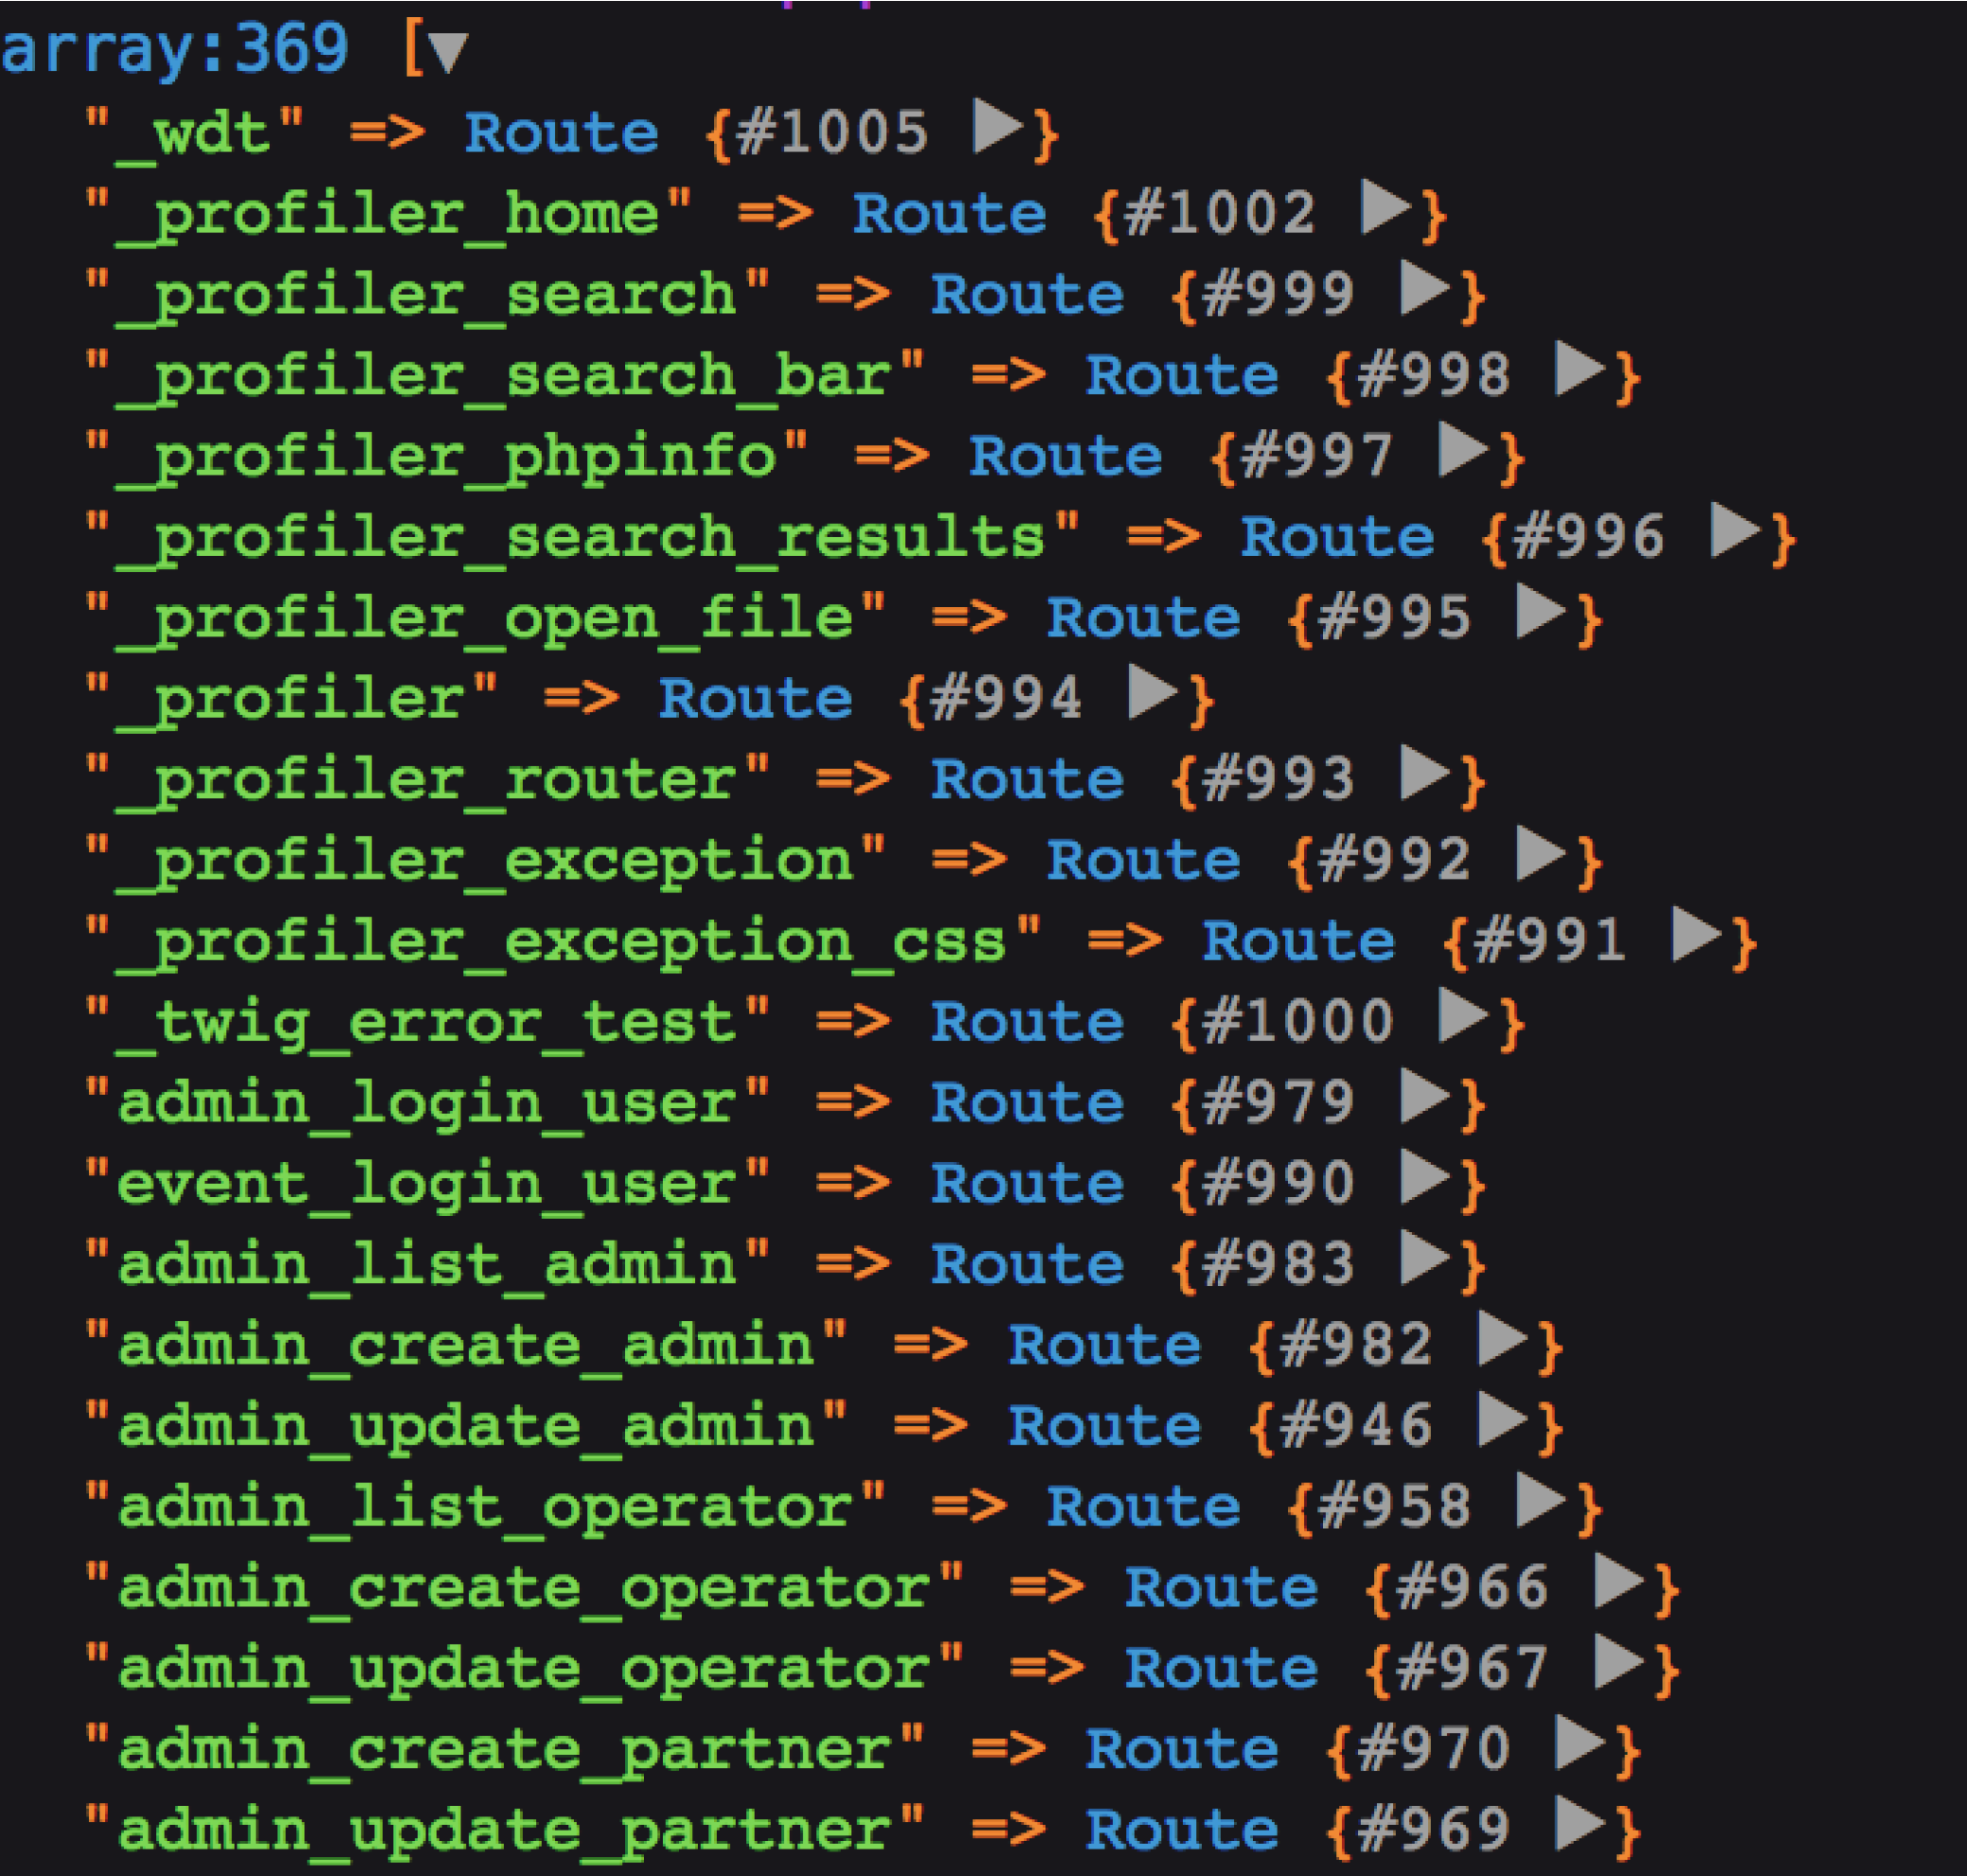 array:369 [▼
"_wdt" => Route {#1005 ▶}
"_profiler_home" => Route {#1002 ▶}
"_profiler_search" => Route {#999 ▶}
"_profiler_search_bar" => Route {#998 ▶}
"_profiler_phpinfo" => Route {#997 ▶}
"_profiler_search_results" => Route {#996 ▶}
"_profiler_open_file" => Route {#995 ▶}
"_profiler" => Route {#994 ▶}
"_profiler_router" => Route {#993 ▶}
"_profiler_exception" => Route {#992 ▶}
"_profiler_exception_css" => Route {#991 ▶}
"_twig_error_test" => Route {#1000 ▶}
"admin_login_user" => Route {#979 ▶}
"event_login_user" => Route {#990 ▶}
"admin_list_admin" => Route {#983 ▶}
"admin_create_admin" => Route {#982 ▶}
"admin_update_admin" => Route {#946 ▶}
"admin_list_operator" => Route {#958 ▶}
"admin_create_operator" => Route {#966 ▶}
"admin_update_operator" => Route {#967 ▶}
"admin_create_partner" => Route {#970 ▶}
"admin_update_partner" => Route {#969 ▶}